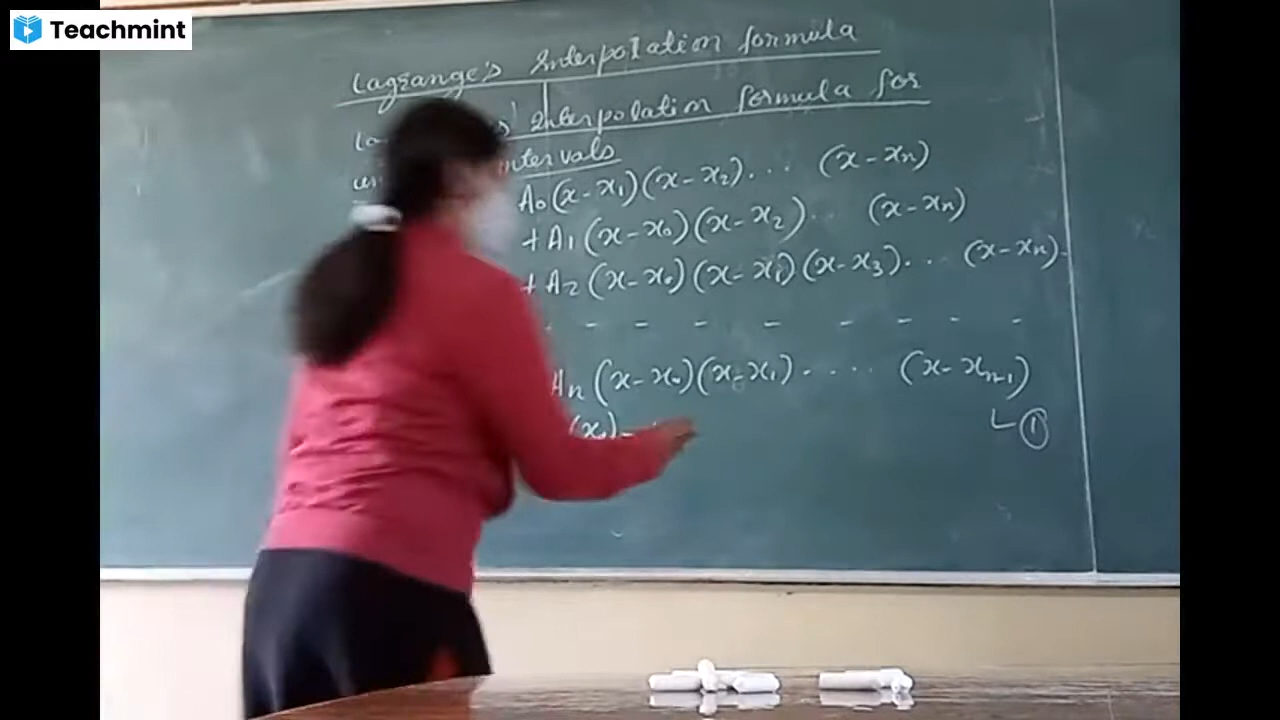 Teachmint
Lagrange's Interpolation formula
Interpolation formula for
intervals
A₀(x-x₁)(x-x₂)... (x-xₙ)
+A₁(x-x₀)(x-x₂).. (x-xₙ)
+A₂(x-x₀)(x-x₁)(x-x₃)... (x-xₙ).
- - - - - - - - -
Aₙ(x-x₀)(x-x₁)..... (x-xₙ₋₁)
①